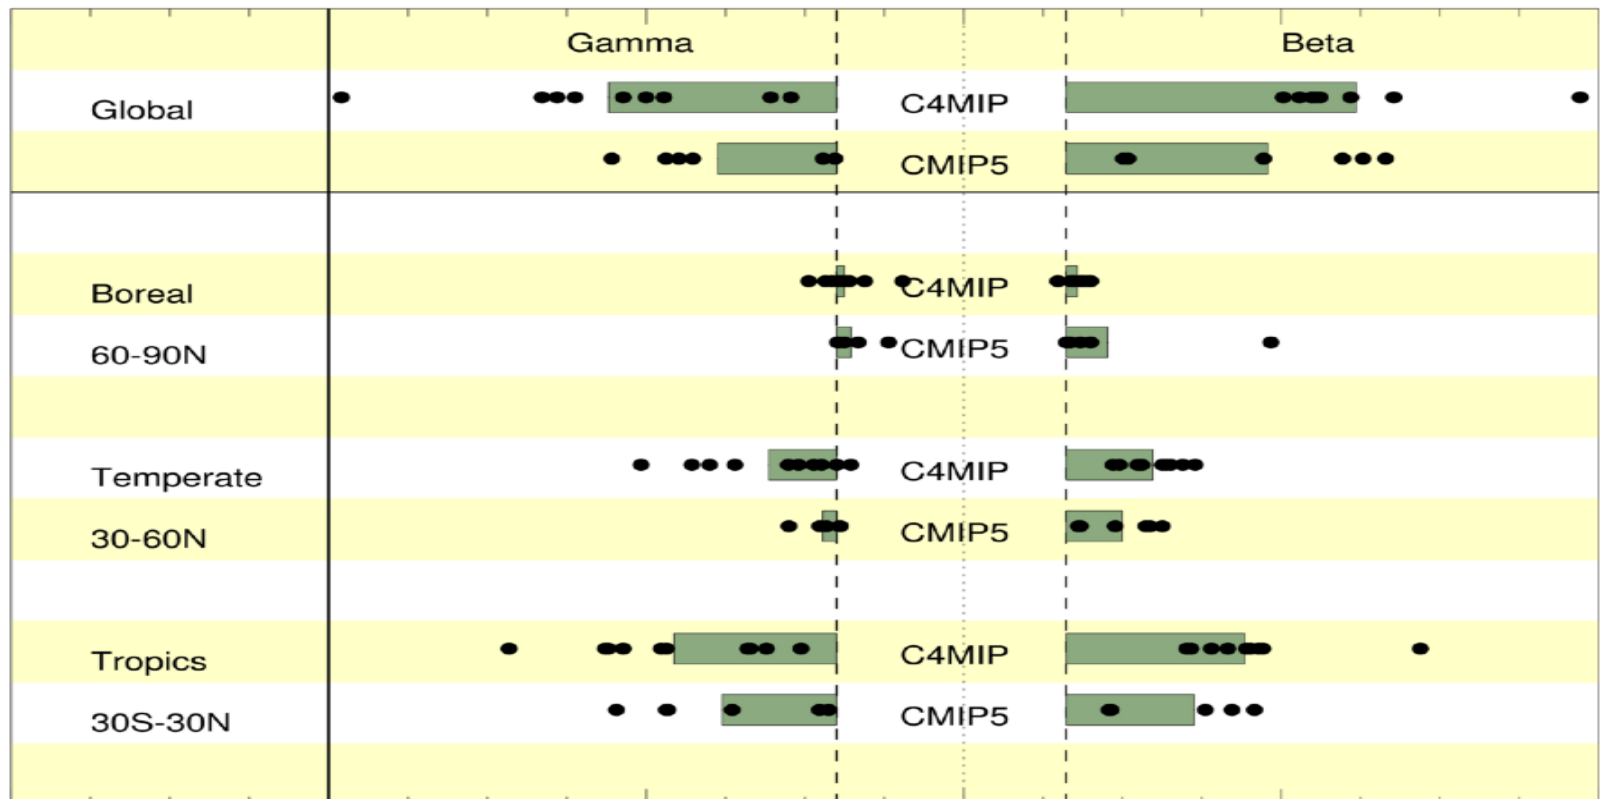 Gamma Beta
Global C4MIP
CMIP5
Boreal C4MIP
60-90N CMIP5
Temperate C4MIP
30-60N CMIP5
Tropics C4MIP
30S-30N CMIP5